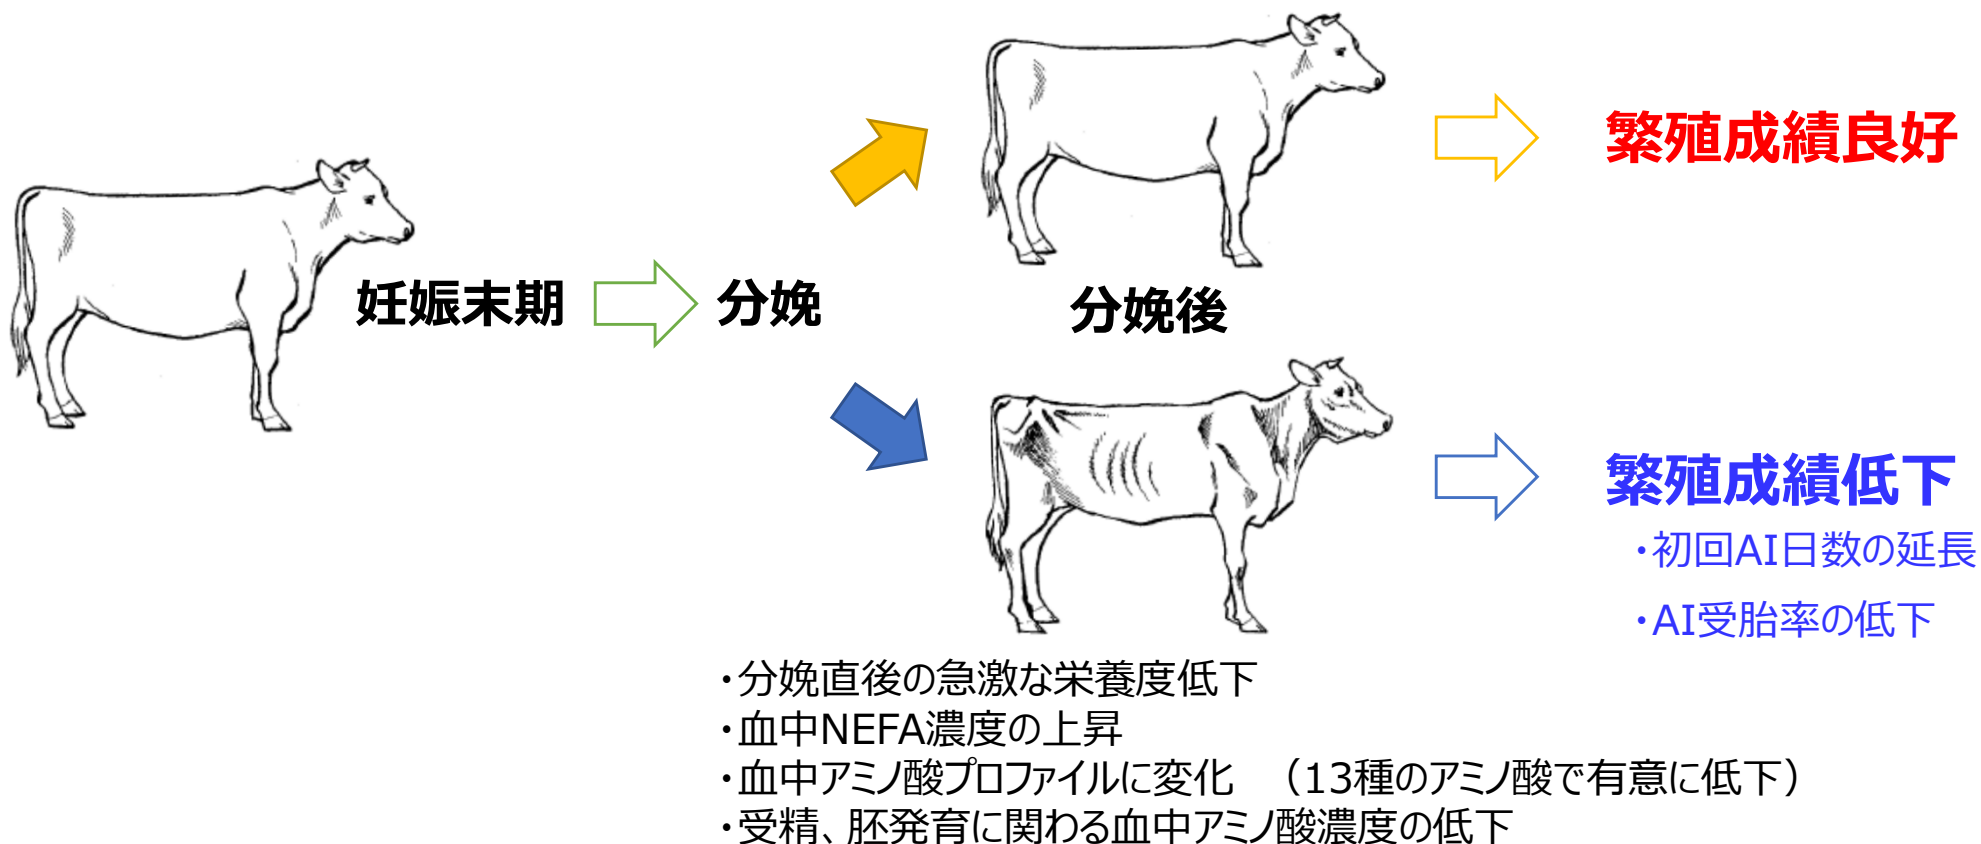 繁殖成績良好
妊娠末期
分娩
分娩後
繁殖成績低下
・初回AI日数の延長
・AI受胎率の低下
・分娩直後の急激な栄養度低下
・血中NEFA濃度の上昇
・血中アミノ酸プロファイルに変化　（13種のアミノ酸で有意に低下）
・受精、胚発育に関わる血中アミノ酸濃度の低下